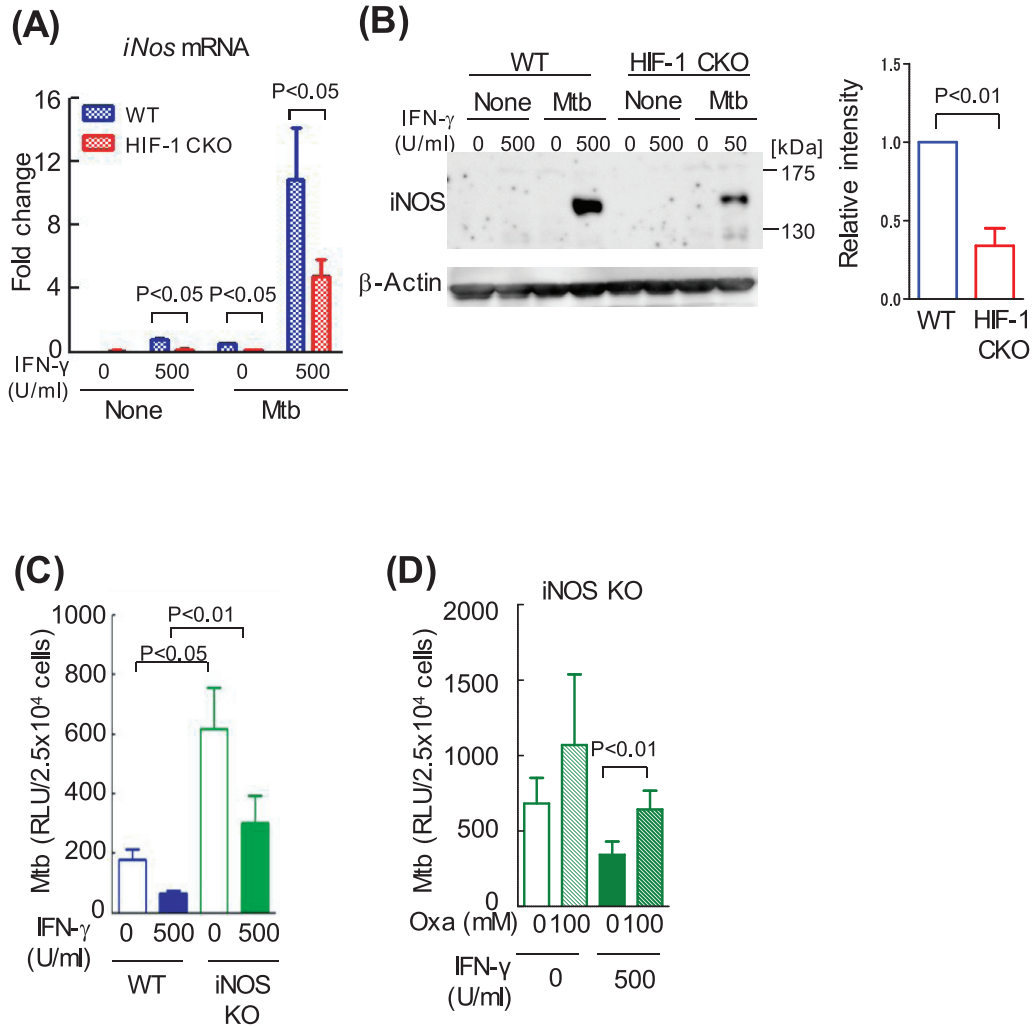 (A)
iNos mRNA
16
12
8
4
0
Fold change
WT
HIF-1 CKO
P<0.05
P<0.05 P<0.05
IFN-γ
(U/ml)
0 500 0 500
None Mtb
(B)
WT HIF-1 CKO
None Mtb None Mtb
IFN-γ
(U/ml) 0 500 0 500 0 500 0 50 [kDa]
175
iNOS
130
β-Actin
Relative intensity
1.5
1.0
0.5
0.0
P<0.01
WT HIF-1
CKO
(C)
Mtb (RLU/2.5x10⁴ cells)
1000
800
600
400
200
0
P<0.01
P<0.05
IFN-γ
(U/ml)
0 500 0 500
WT iNOS
KO
(D)
iNOS KO
Mtb (RLU/2.5x10⁴ cells)
2000
1500
1000
500
0
P<0.01
Oxa (mM) 0 100 0 100
IFN-γ
(U/ml)
0 500